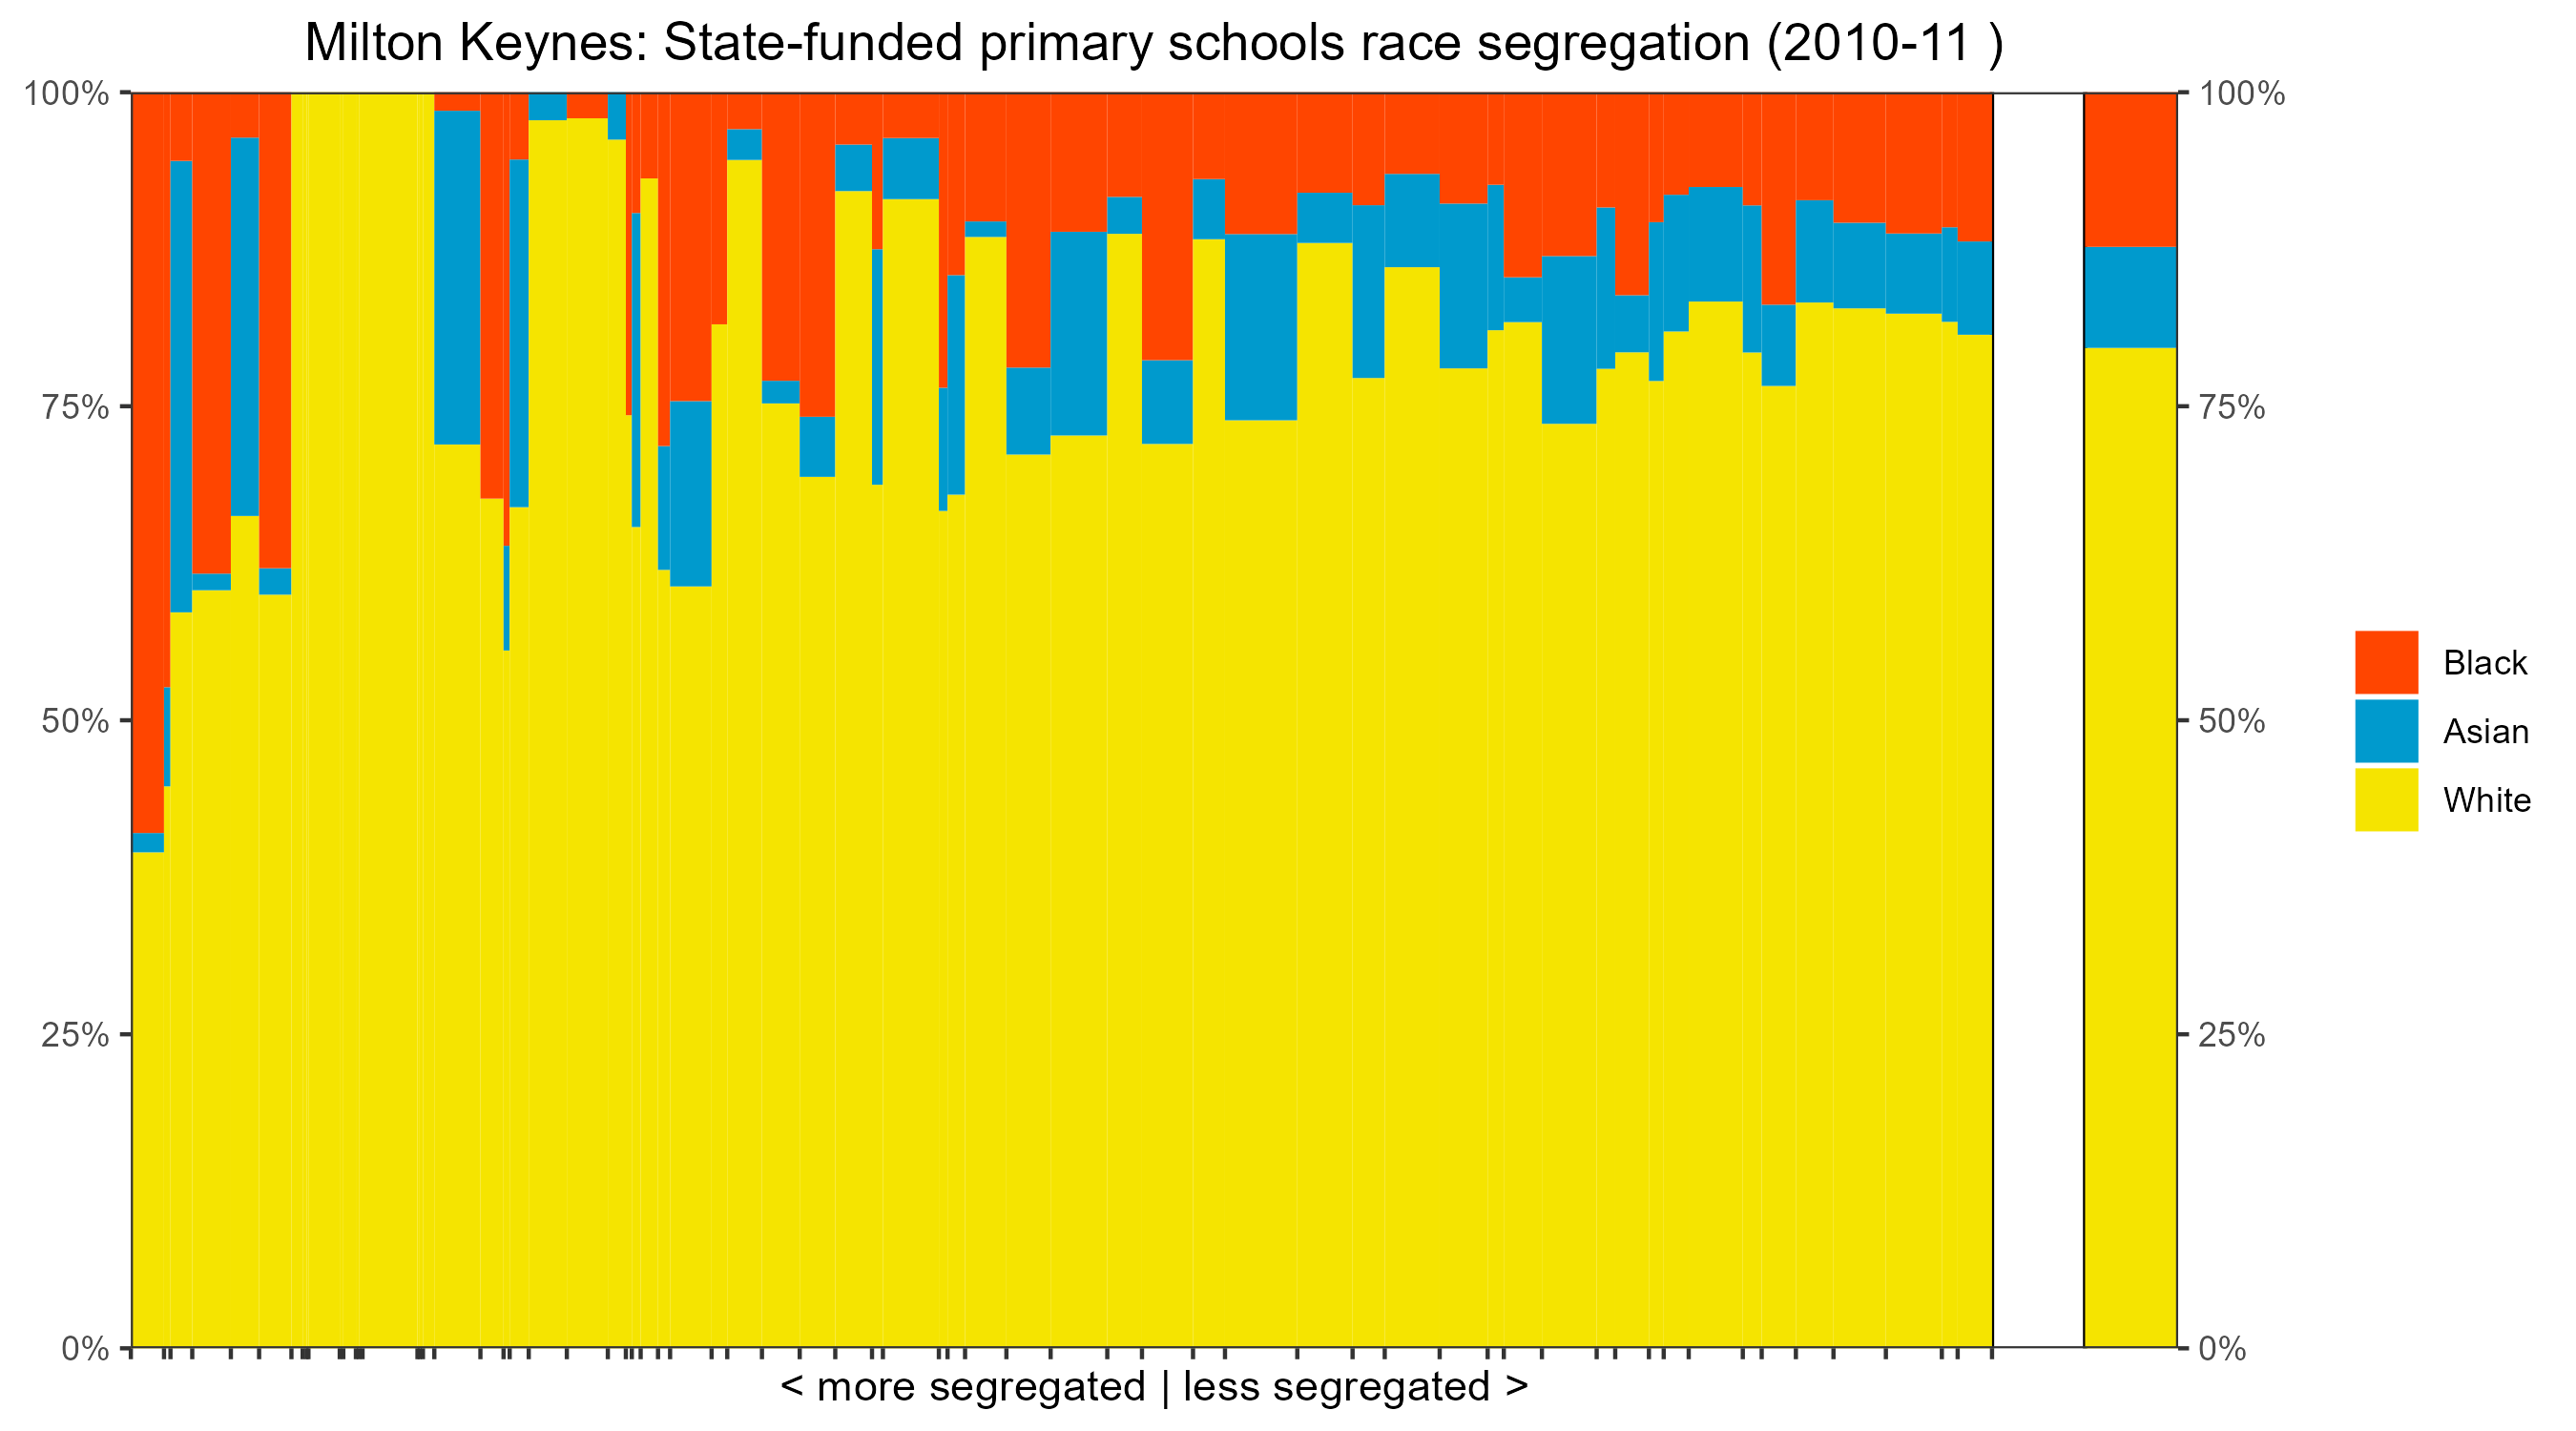 Milton Keynes: State-funded primary schools race segregation (2010-11 )
100%
75%
50%
25%
0%
100%
75%
50%
25%
0%
Black
Asian
White
< more segregated | less segregated >